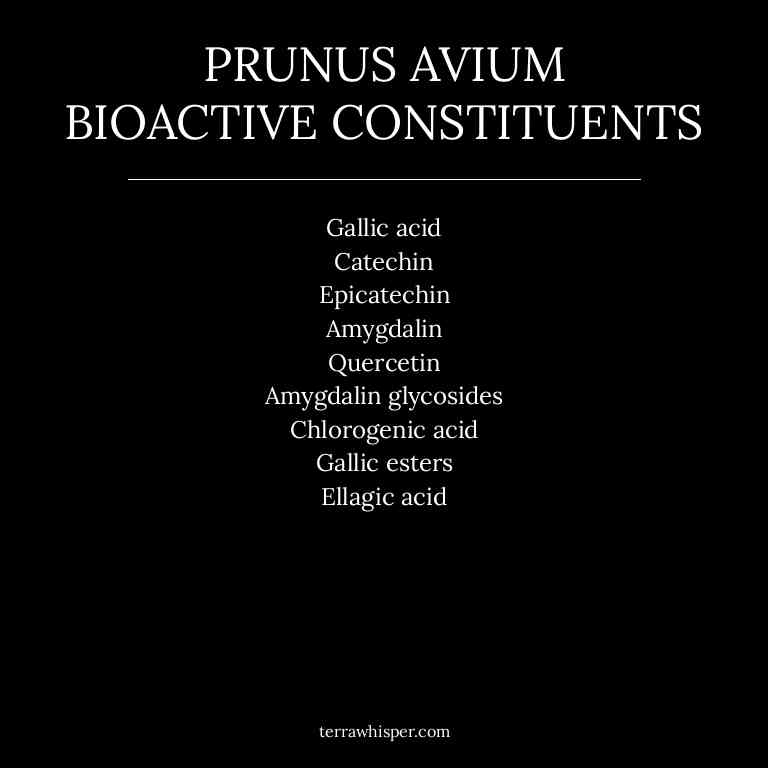 PRUNUS AVIUM
BIOACTIVE CONSTITUENTS
Gallic acid
Catechin
Epicatechin
Amygdalin
Quercetin
Amygdalin glycosides
Chlorogenic acid
Gallic esters
Ellagic acid
terrawhisper.com